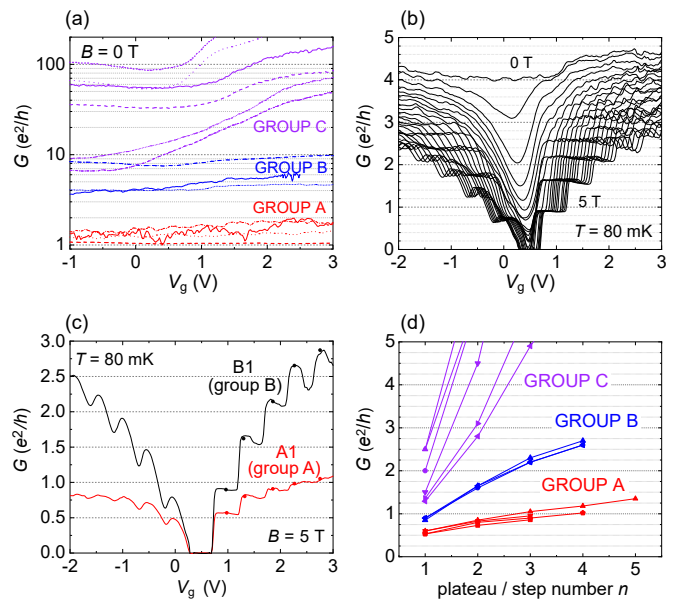 (a)
B = 0 T
100
10
1
G (e²/h)
GROUP C
GROUP B
GROUP A
-1 0 1 2 3
Vg (V)
(b)
5
4
3
2
1
0
G (e²/h)
0 T
5 T
T = 80 mK
-2 -1 0 1 2 3
Vg (V)
(c)
T = 80 mK
3.0
2.5
2.0
1.5
1.0
0.5
0.0
G (e²/h)
B1
(group B)
A1
(group A)
B = 5 T
-2 -1 0 1 2 3
Vg (V)
(d)
5
4
3
2
1
0
G (e²/h)
GROUP C
GROUP B
GROUP A
1 2 3 4 5
plateau / step number n